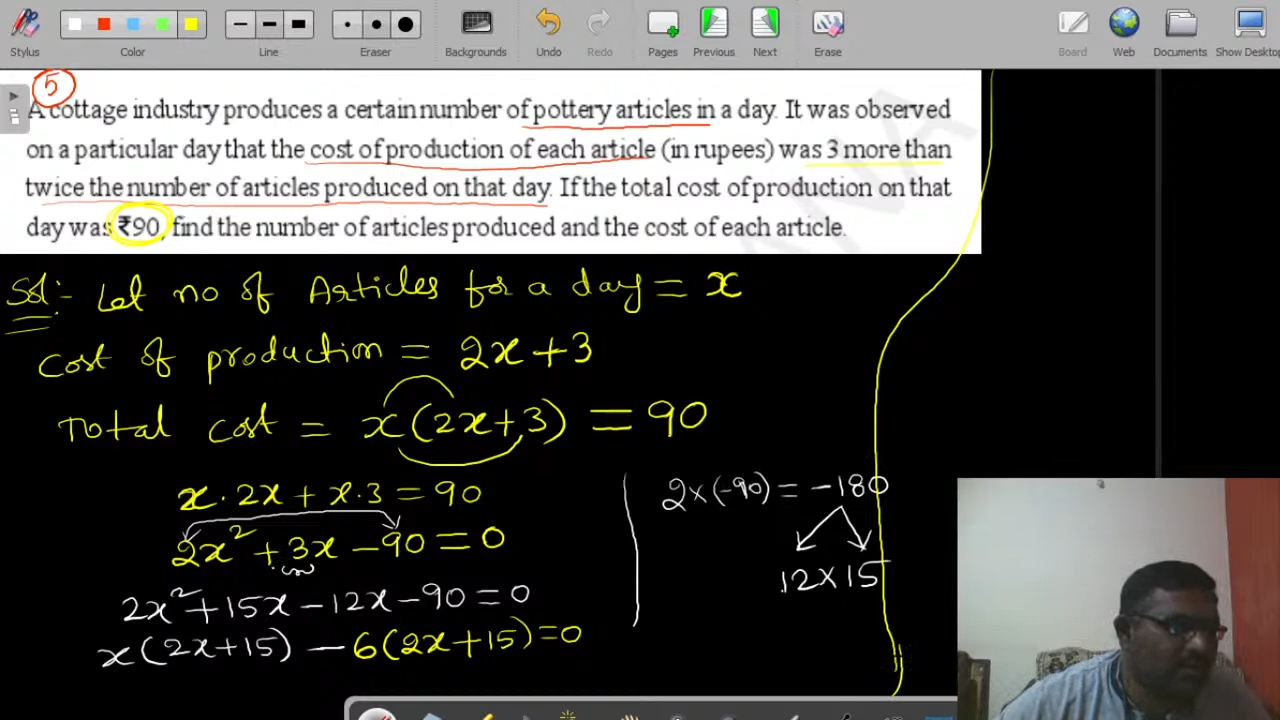 Stylus
Color
Line
Eraser
Backgrounds
Undo
Redo
Pages
Previous
Next
Erase
Board
Web
Documents
Show Desktop
5
A cottage industry produces a certain number of pottery articles in a day. It was observed
on a particular day that the cost of production of each article (in rupees) was 3 more than
twice the number of articles produced on that day. If the total cost of production on that
day was ₹90, find the number of articles produced and the cost of each article.
Sol:- Let no of Articles for a day = x
Cost of production = 2x+3
Total cost = x(2x+3) = 90
x·2x + x·3 = 90
2x² + 3x - 90 = 0
2x² + 15x - 12x - 90 = 0
x(2x+15) - 6(2x+15) = 0
2×(-90) = -180
12×15